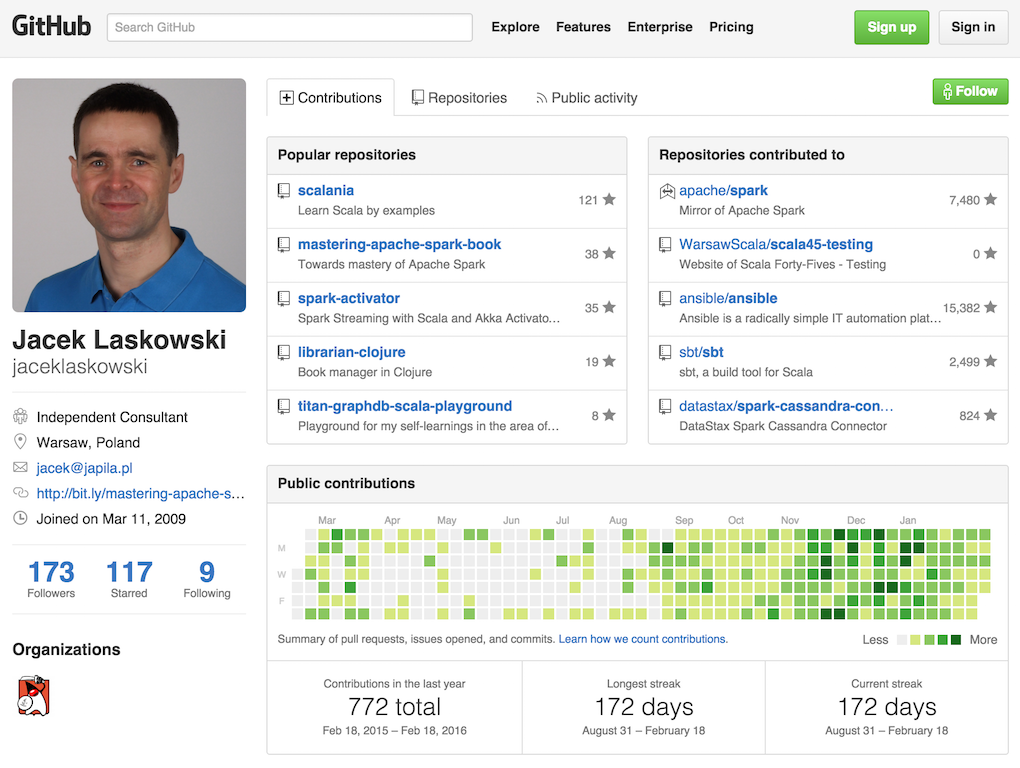 GitHub
Search GitHub
Explore Features Enterprise Pricing
Sign up
Sign in
Contributions
Repositories
Public activity
Follow
Jacek Laskowski
jaceklaskowski
Independent Consultant
Warsaw, Poland
jacek@japila.pl
http://bit.ly/mastering-apache-s...
Joined on Mar 11, 2009
173 117 9
Followers Starred Following
Organizations
Popular repositories
scalania
121
Learn Scala by examples
mastering-apache-spark-book
38
Towards mastery of Apache Spark
spark-activator
35
Spark Streaming with Scala and Akka Activato...
librarian-clojure
19
Book manager in Clojure
titan-graphdb-scala-playground
8
Playground for my self-learnings in the area of...
Repositories contributed to
apache/spark
7,480
Mirror of Apache Spark
WarsawScala/scala45-testing
0
Website of Scala Forty-Fives - Testing
ansible/ansible
15,382
Ansible is a radically simple IT automation plat...
sbt/sbt
2,499
sbt, a build tool for Scala
datastax/spark-cassandra-con...
824
DataStax Spark Cassandra Connector
Public contributions
Mar Apr May Jun Jul Aug Sep Oct Nov Dec Jan
M
W
F
Summary of pull requests, issues opened, and commits. Learn how we count contributions.
Less More
Contributions in the last year
772 total
Feb 18, 2015 – Feb 18, 2016
Longest streak
172 days
August 31 – February 18
Current streak
172 days
August 31 – February 18